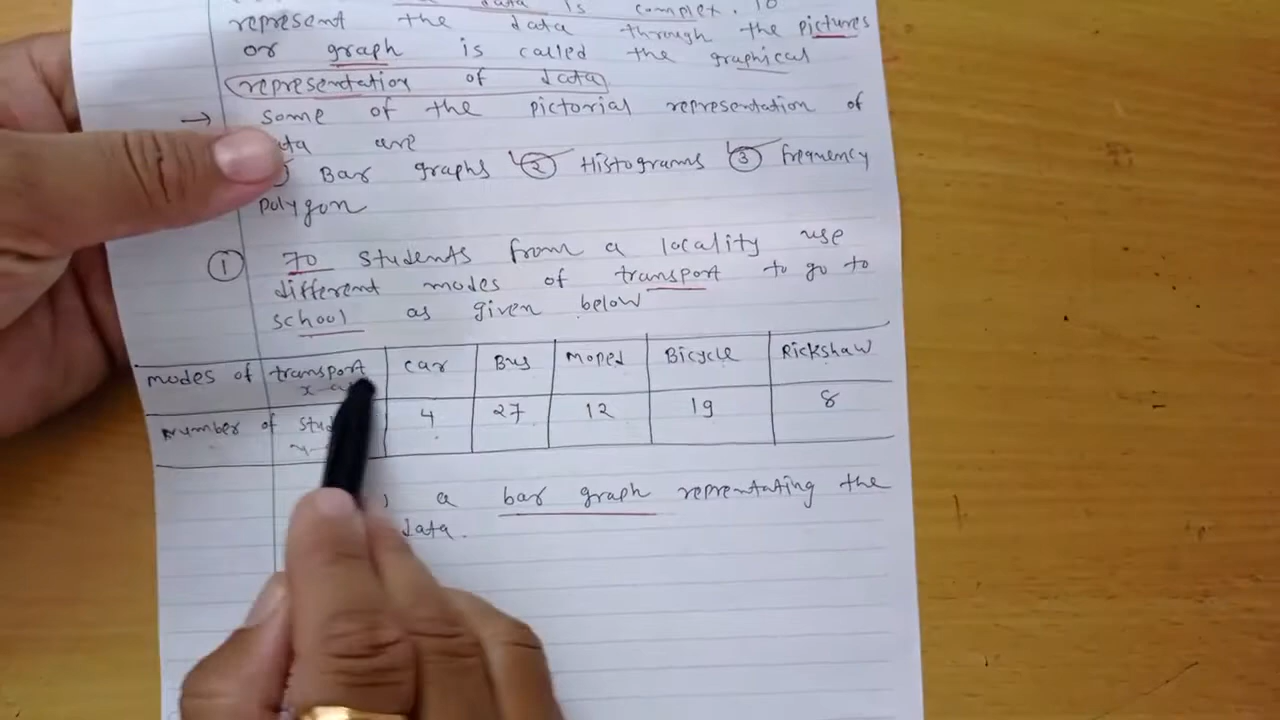 data is complex. To
represent the data through the pictures
or graph is called the graphical
representation of data
→ Some of the pictorial representation of
are
Bar graphs ② Histograms ③ Frequency
Polygon
① 70 students from a locality use
different modes of transport to go to
school as given below
modes of transport Car Bus Moped Bicycle Rickshaw
x
Number of 4 27 12 19 8
a bar graph reprentating the
data.